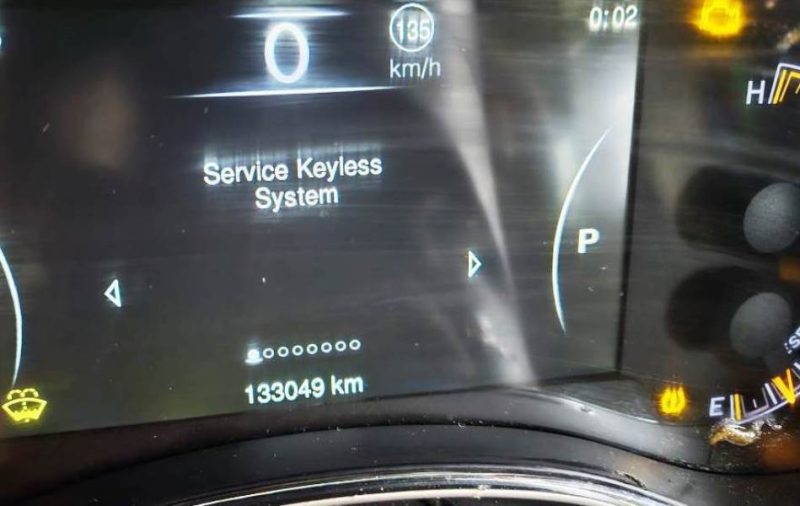 0
135
km/h
0:02
H
Service Keyless
System
P
133049 km
E